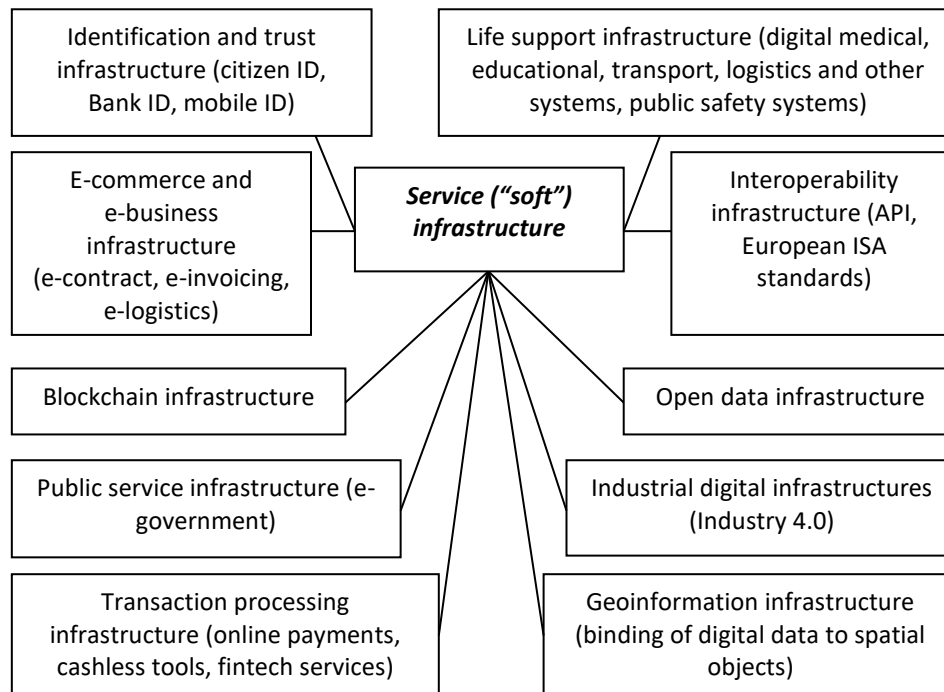 Identification and trust
infrastructure (citizen ID,
Bank ID, mobile ID)
Life support infrastructure (digital medical,
educational, transport, logistics and other
systems, public safety systems)
E-commerce and
e-business
infrastructure
(e-contract, e-invoicing,
e-logistics)
Service (“soft”)
infrastructure
Interoperability
infrastructure (API,
European ISA
standards)
Blockchain infrastructure
Open data infrastructure
Public service infrastructure (e-
government)
Industrial digital infrastructures
(Industry 4.0)
Transaction processing
infrastructure (online payments,
cashless tools, fintech services)
Geoinformation infrastructure
(binding of digital data to spatial
objects)